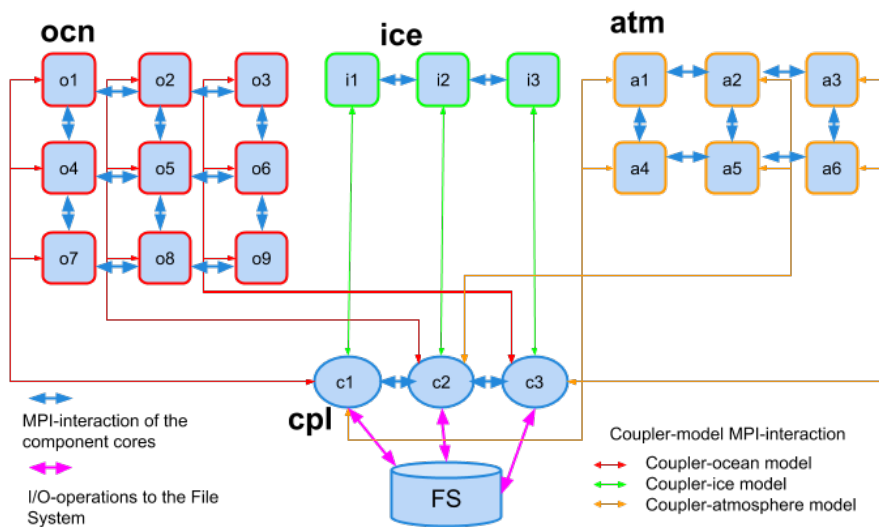 ocn
ice
atm
o1 o2 o3
i1 i2 i3
a1 a2 a3
o4 o5 o6
a4 a5 a6
o7 o8 o9
c1 c2 c3
cpl
MPI-interaction of the
component cores
I/O-operations to the File
System
FS
Coupler-model MPI-interaction
Coupler-ocean model
Coupler-ice model
Coupler-atmosphere model